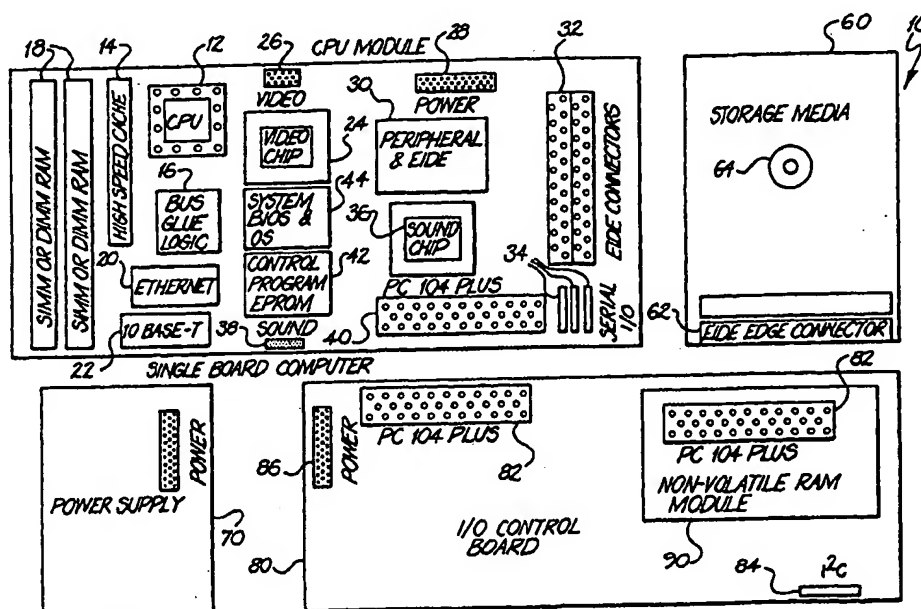 CPU MODULE
18
14
12
26
28
32
60
10
SIMM OR DIMM RAM
SIMM OR DIMM RAM
HIGH SPEED CACHE
CPU
VIDEO
POWER
30
VIDEO CHIP
24
PERIPHERAL & EIDE
EIDE CONNECTORS
STORAGE MEDIA
64
16
BUS GLUE LOGIC
44
SYSTEM BIOS & OS
36
SOUND CHIP
34
20
ETHERNET
CONTROL PROGRAM EPROM
42
PC 104 PLUS
SERIAL I/O
22
10 BASE-T
38
SOUND
40
62
EIDE EDGE CONNECTOR
SINGLE BOARD COMPUTER
POWER SUPPLY
POWER
70
86
POWER
PC 104 PLUS
82
I/O CONTROL BOARD
80
82
PC 104 PLUS
NON-VOLATILE RAM MODULE
90
84
I²C